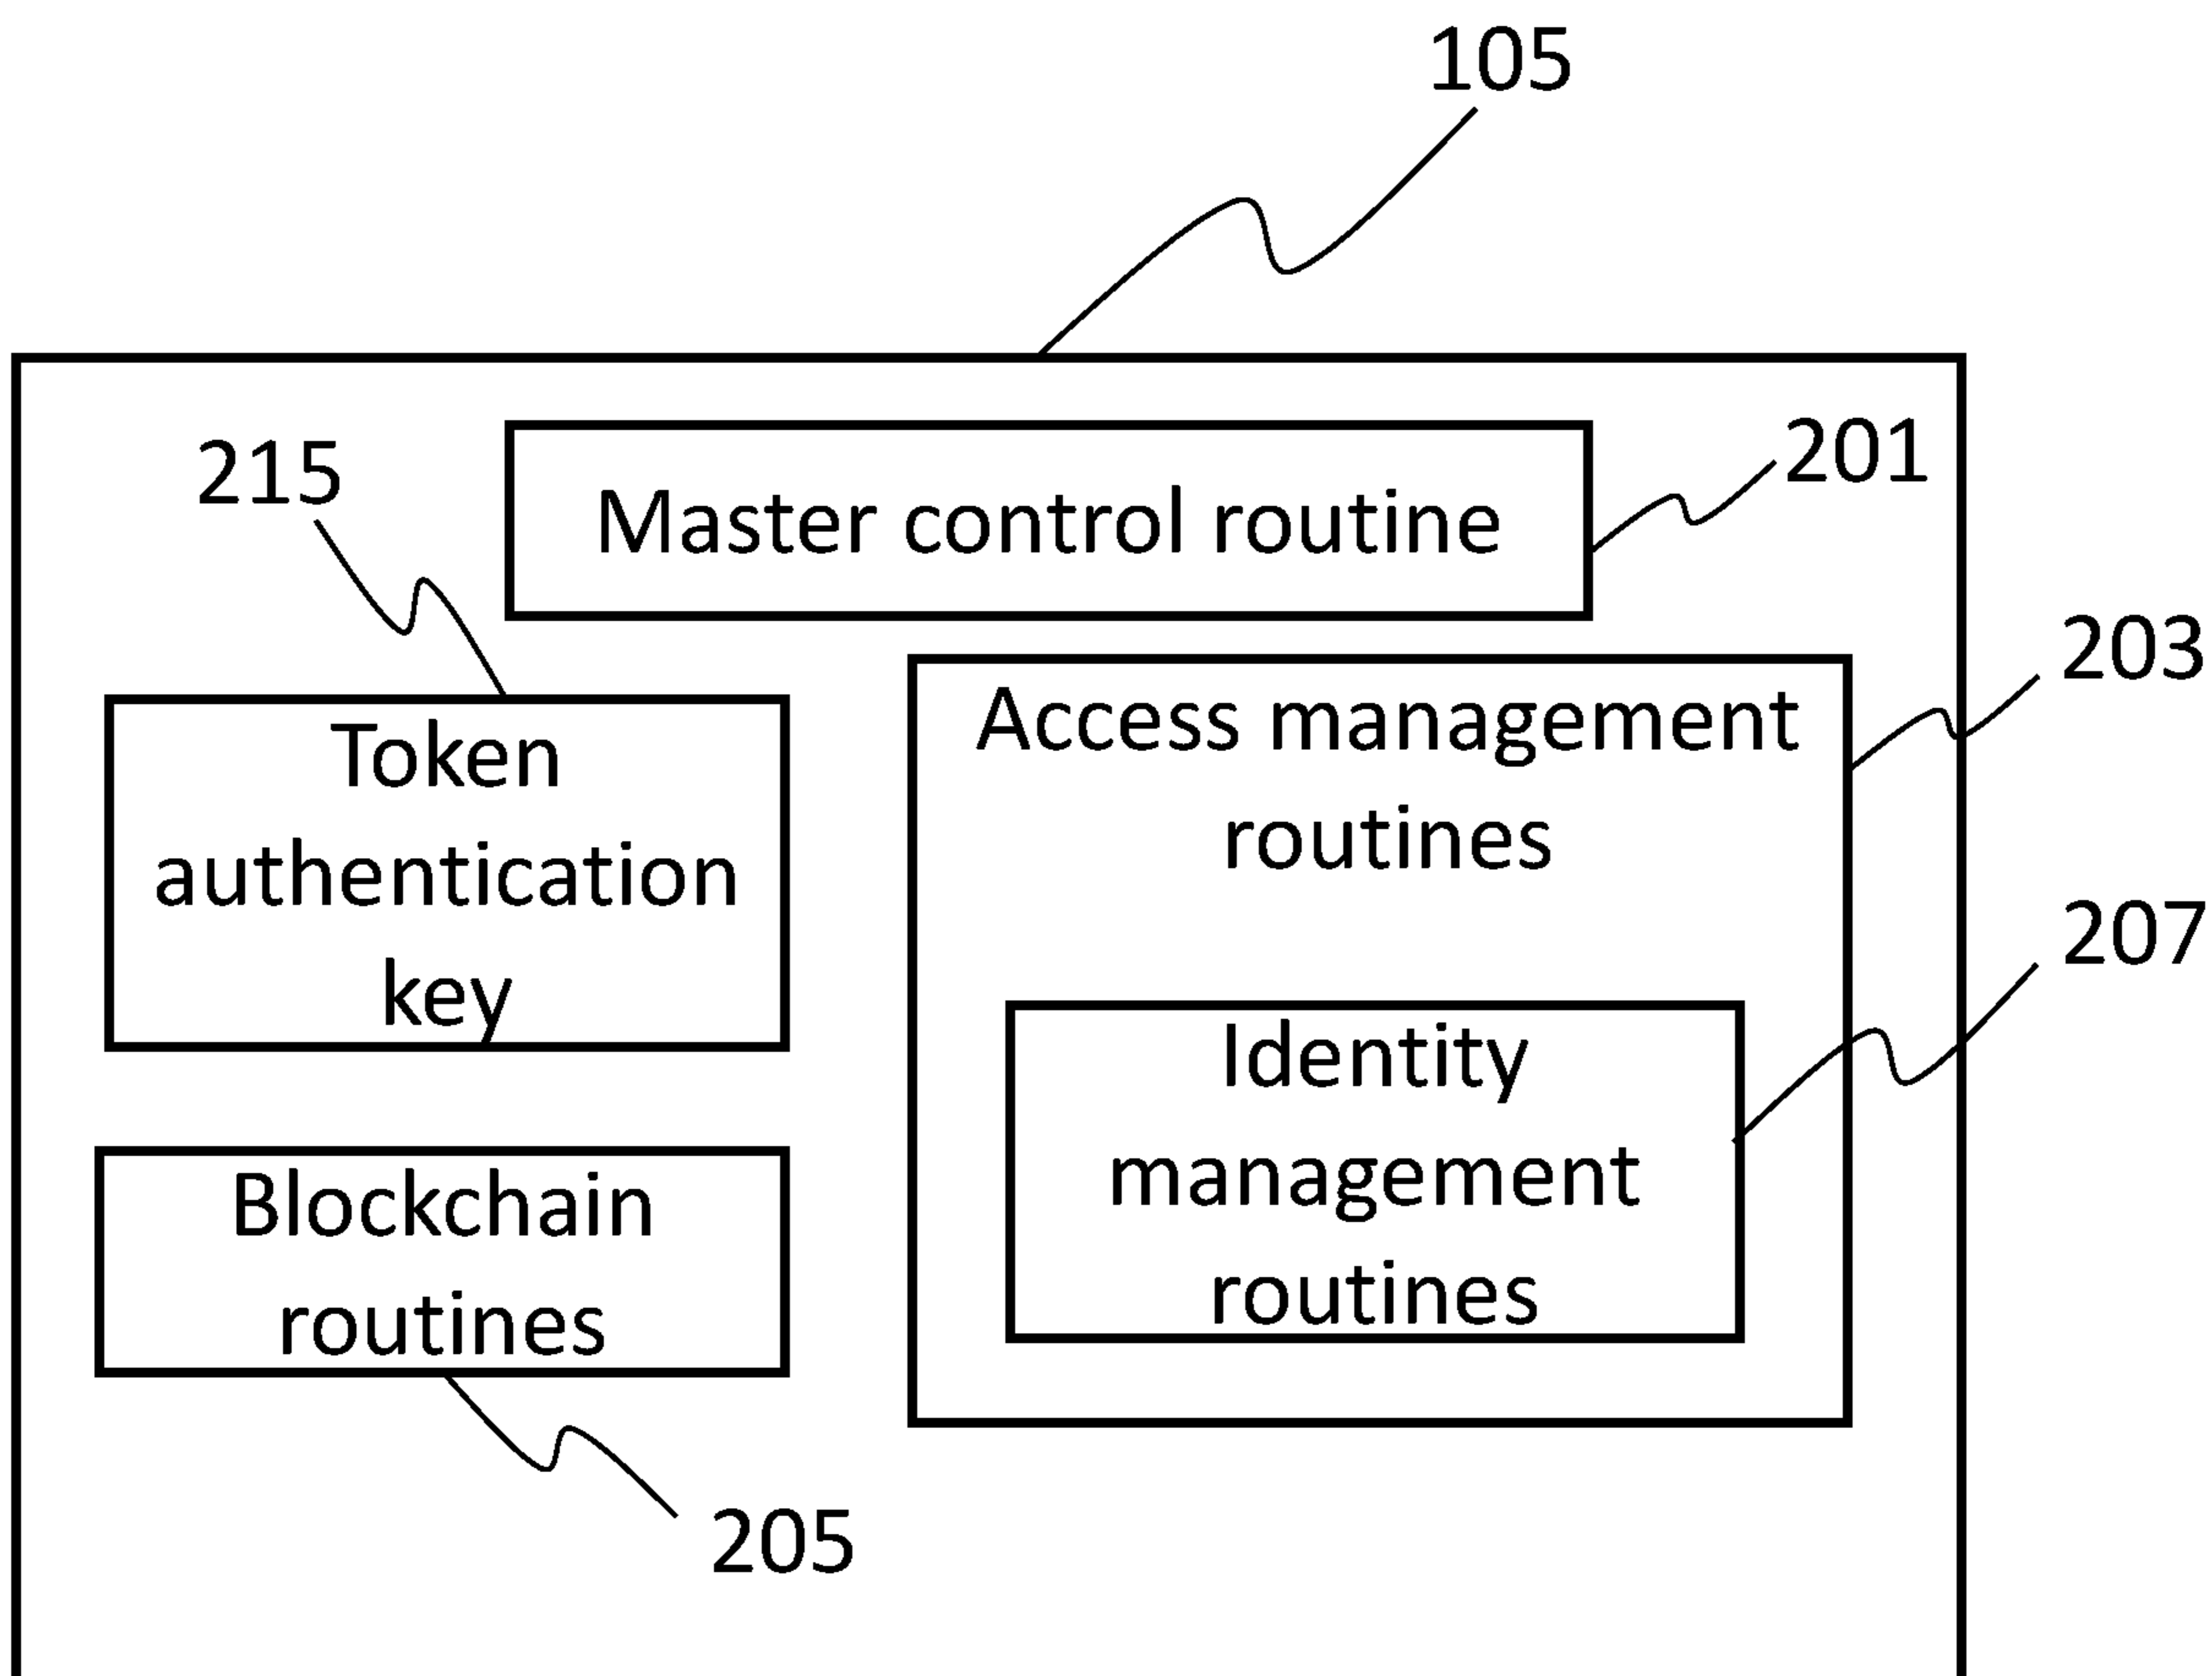 105
215
Master control routine
201
203
Token
authentication
key
Access management
routines
207
Identity
management
routines
Blockchain
routines
205